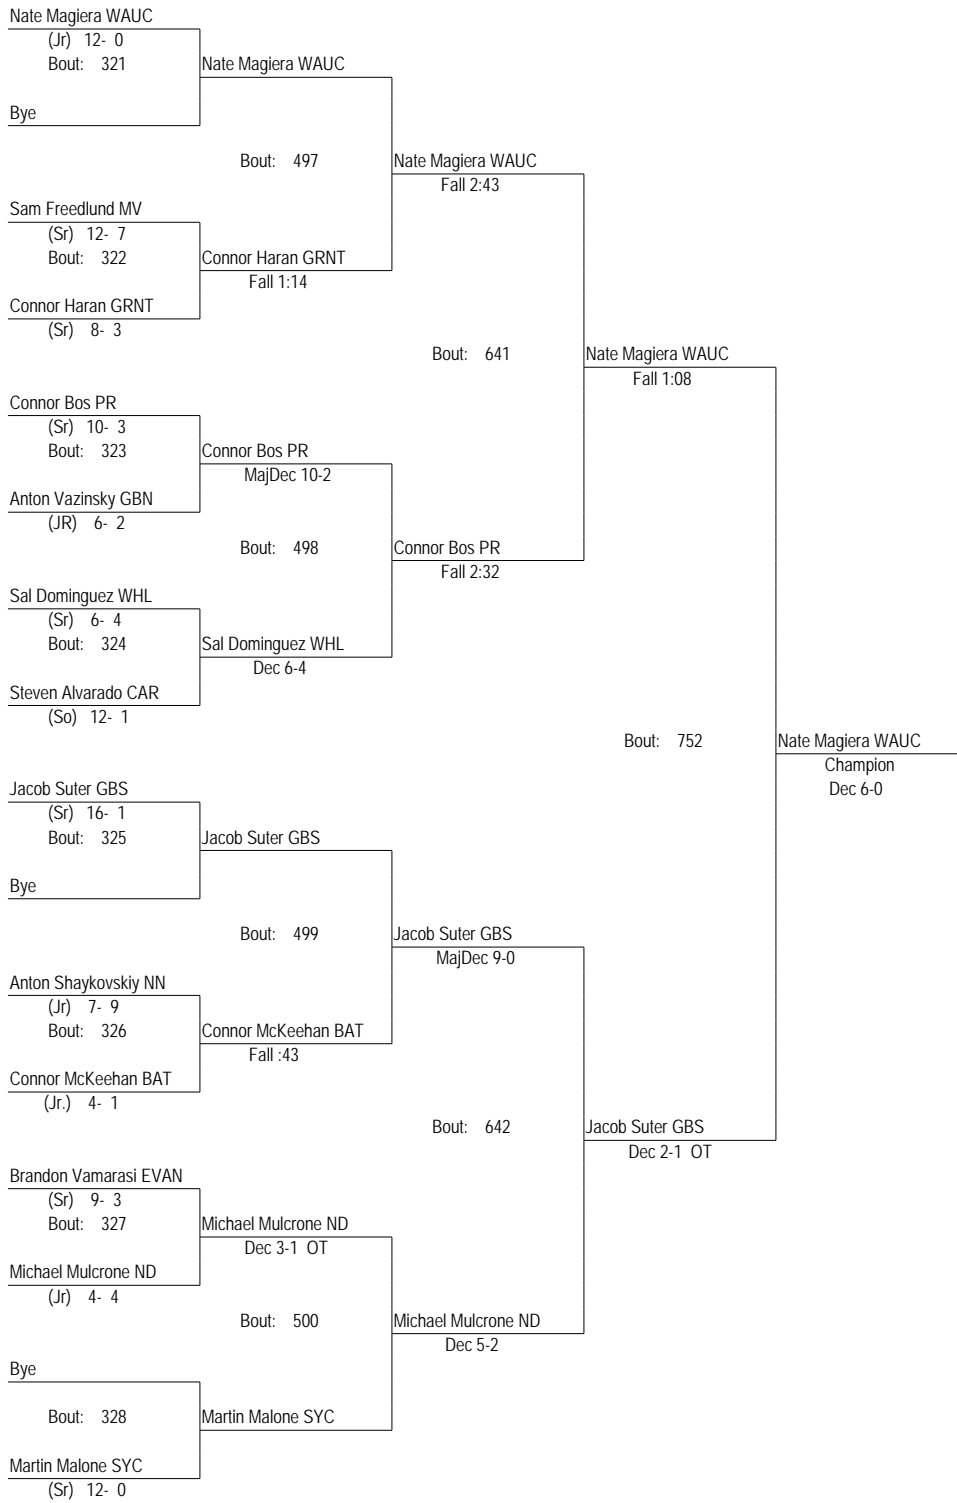 Nate Magiera WAUC
(Jr) 12- 0
Bout: 321
Nate Magiera WAUC
Bye
Bout: 497
Nate Magiera WAUC
Fall 2:43
Sam Freedlund MV
(Sr) 12- 7
Bout: 322
Connor Haran GRNT
Fall 1:14
Connor Haran GRNT
(Sr) 8- 3
Bout: 641
Nate Magiera WAUC
Fall 1:08
Connor Bos PR
(Sr) 10- 3
Bout: 323
Connor Bos PR
MajDec 10-2
Anton Vazinsky GBN
(JR) 6- 2
Bout: 498
Connor Bos PR
Fall 2:32
Sal Dominguez WHL
(Sr) 6- 4
Bout: 324
Sal Dominguez WHL
Dec 6-4
Steven Alvarado CAR
(So) 12- 1
Bout: 752
Nate Magiera WAUC
Champion
Dec 6-0
Jacob Suter GBS
(Sr) 16- 1
Bout: 325
Jacob Suter GBS
Bye
Bout: 499
Jacob Suter GBS
MajDec 9-0
Anton Shaykovskiy NN
(Jr) 7- 9
Bout: 326
Connor McKeehan BAT
Fall :43
Connor McKeehan BAT
(Jr.) 4- 1
Bout: 642
Jacob Suter GBS
Dec 2-1 OT
Brandon Vamarasi EVAN
(Sr) 9- 3
Bout: 327
Michael Mulcrone ND
Dec 3-1 OT
Michael Mulcrone ND
(Jr) 4- 4
Bout: 500
Michael Mulcrone ND
Dec 5-2
Bye
Bout: 328
Martin Malone SYC
Martin Malone SYC
(Sr) 12- 0